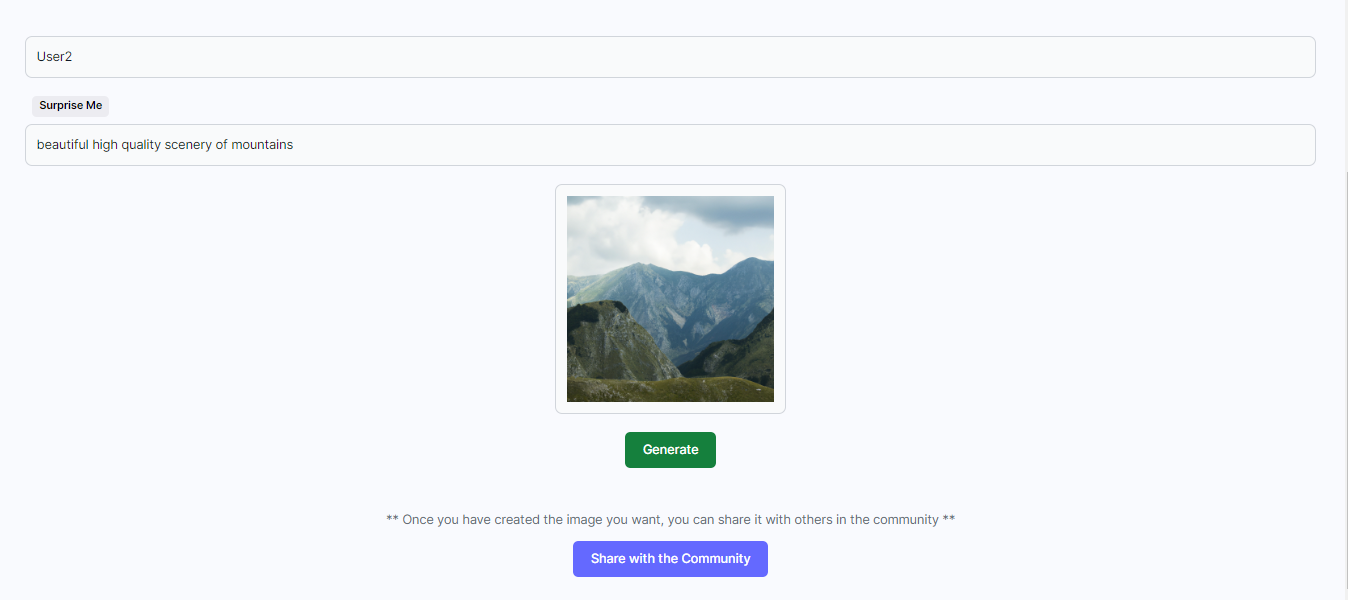 User2
Surprise Me
beautiful high quality scenery of mountains
Generate
** Once you have created the image you want, you can share it with others in the community **
Share with the Community